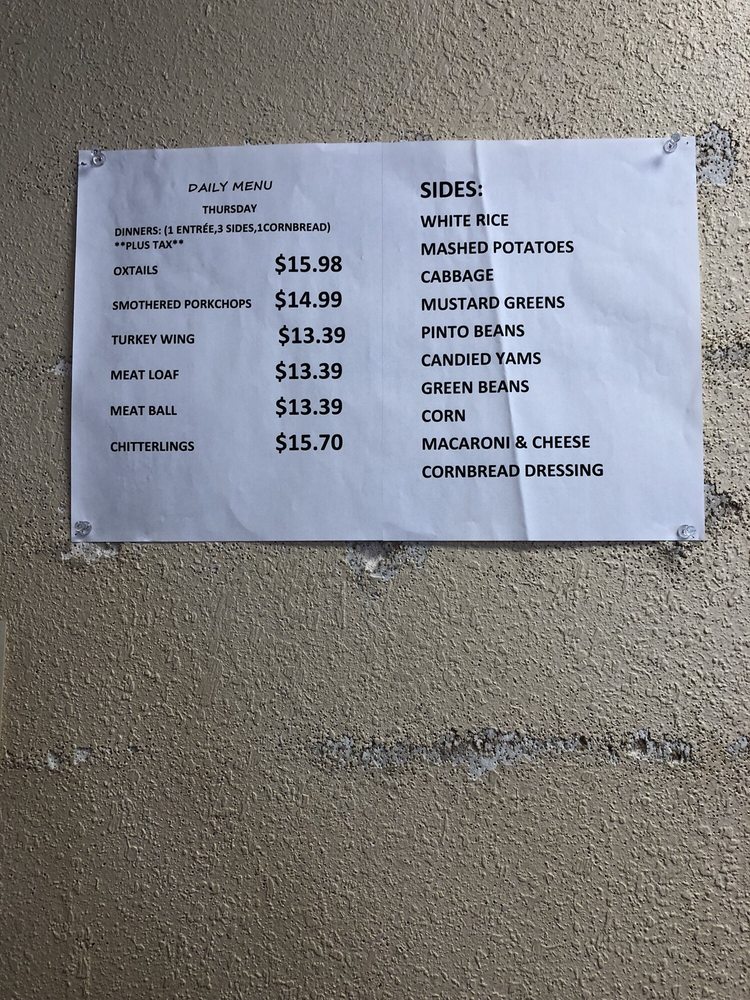 DAILY MENU
THURSDAY
DINNERS: (1 ENTRÉE,3 SIDES,1CORNBREAD)
**PLUS TAX**
OXTAILS $15.98
SMOTHERED PORKCHOPS $14.99
TURKEY WING $13.39
MEAT LOAF $13.39
MEAT BALL $13.39
CHITTERLINGS $15.70
SIDES:
WHITE RICE
MASHED POTATOES
CABBAGE
MUSTARD GREENS
PINTO BEANS
CANDIED YAMS
GREEN BEANS
CORN
MACARONI & CHEESE
CORNBREAD DRESSING